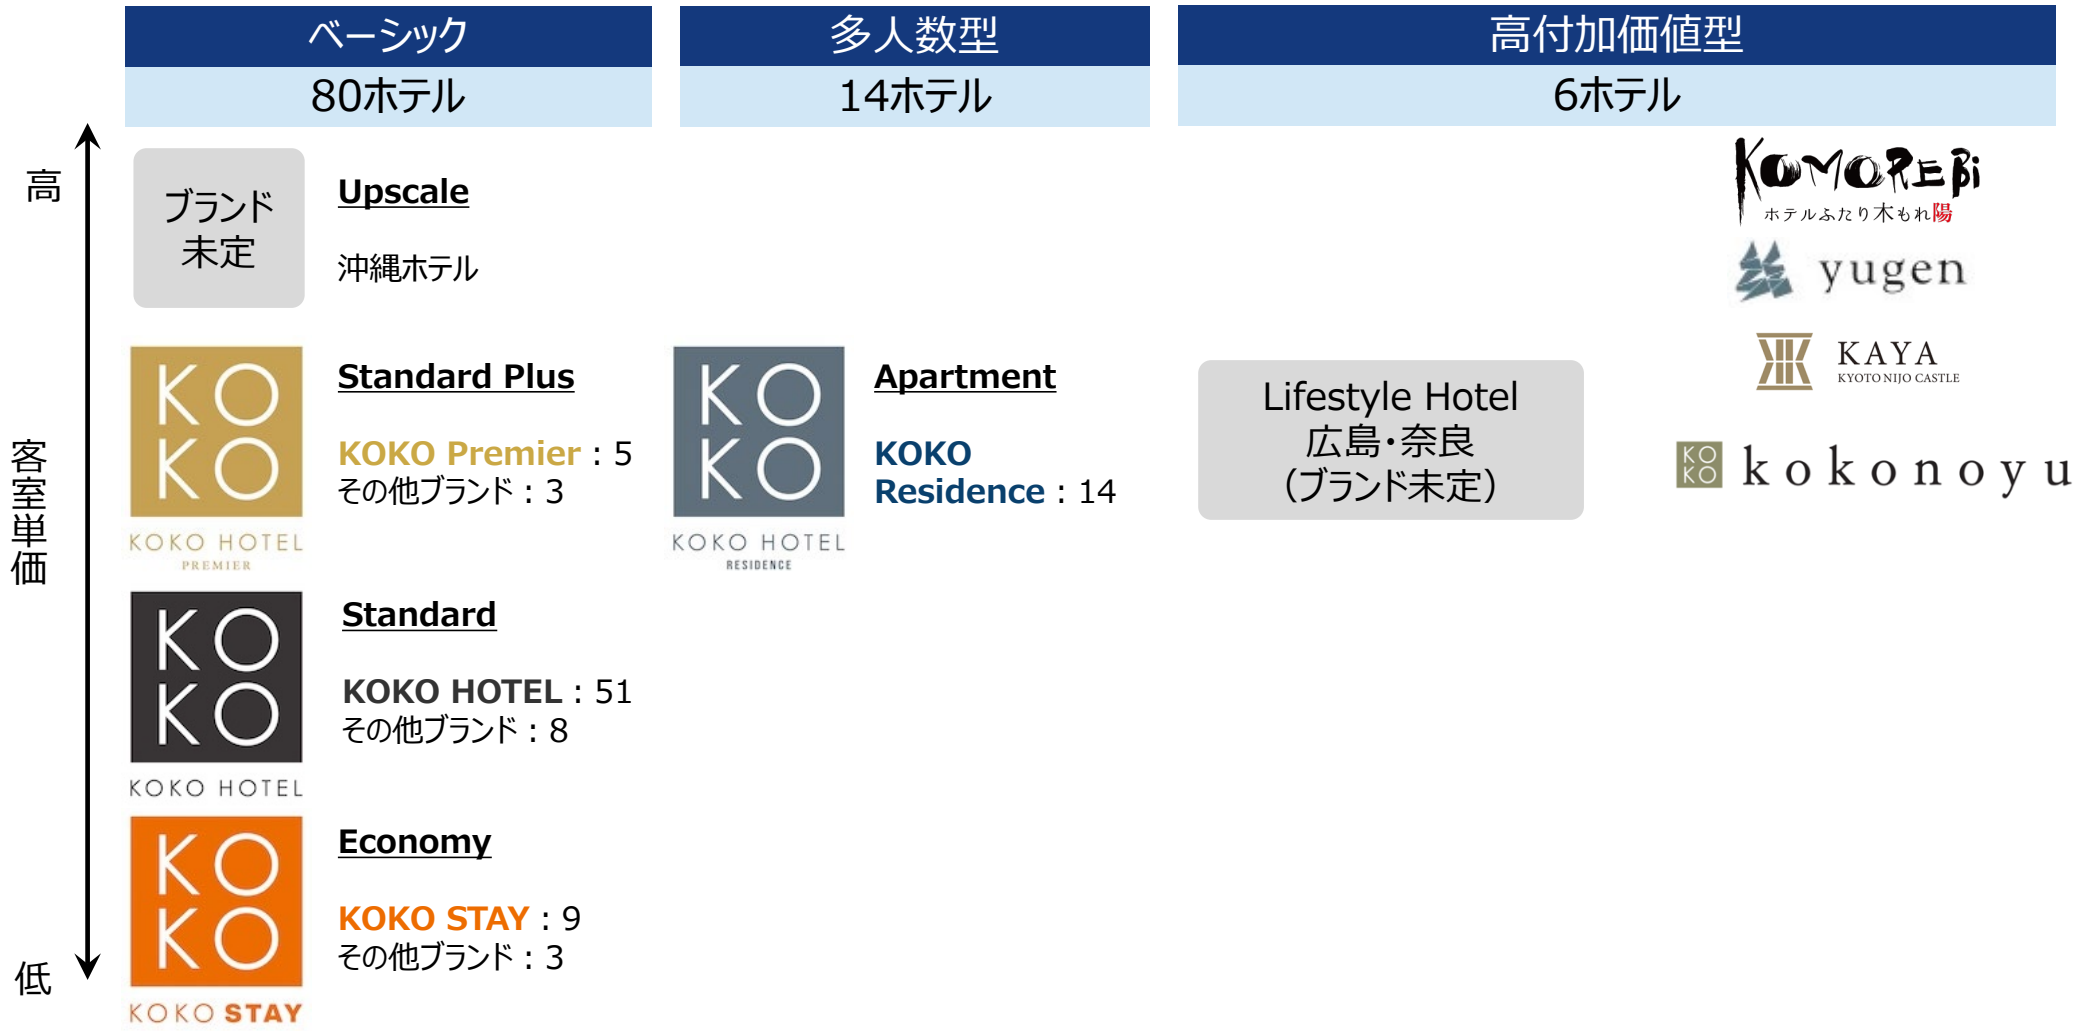 ベーシック
80ホテル
多人数型
14ホテル
高付加価値型
6ホテル
高
客室単価
低
ブランド
未定
Upscale
沖縄ホテル
KO
KO
KOKO HOTEL
PREMIER
Standard Plus
KOKO Premier：5
その他ブランド：3
KO
KO
KOKO HOTEL
Standard
KOKO HOTEL：51
その他ブランド：8
KO
KO
KOKO STAY
Economy
KOKO STAY：9
その他ブランド：3
KO
KO
KOKO HOTEL
RESIDENCE
Apartment
KOKO
Residence：14
Lifestyle Hotel
広島・奈良
（ブランド未定）
KOMOREBi
ホテルふたり木もれ陽
yugen
KAYA
KYOTO NIJO CASTLE
KO
KO
kokonoyu